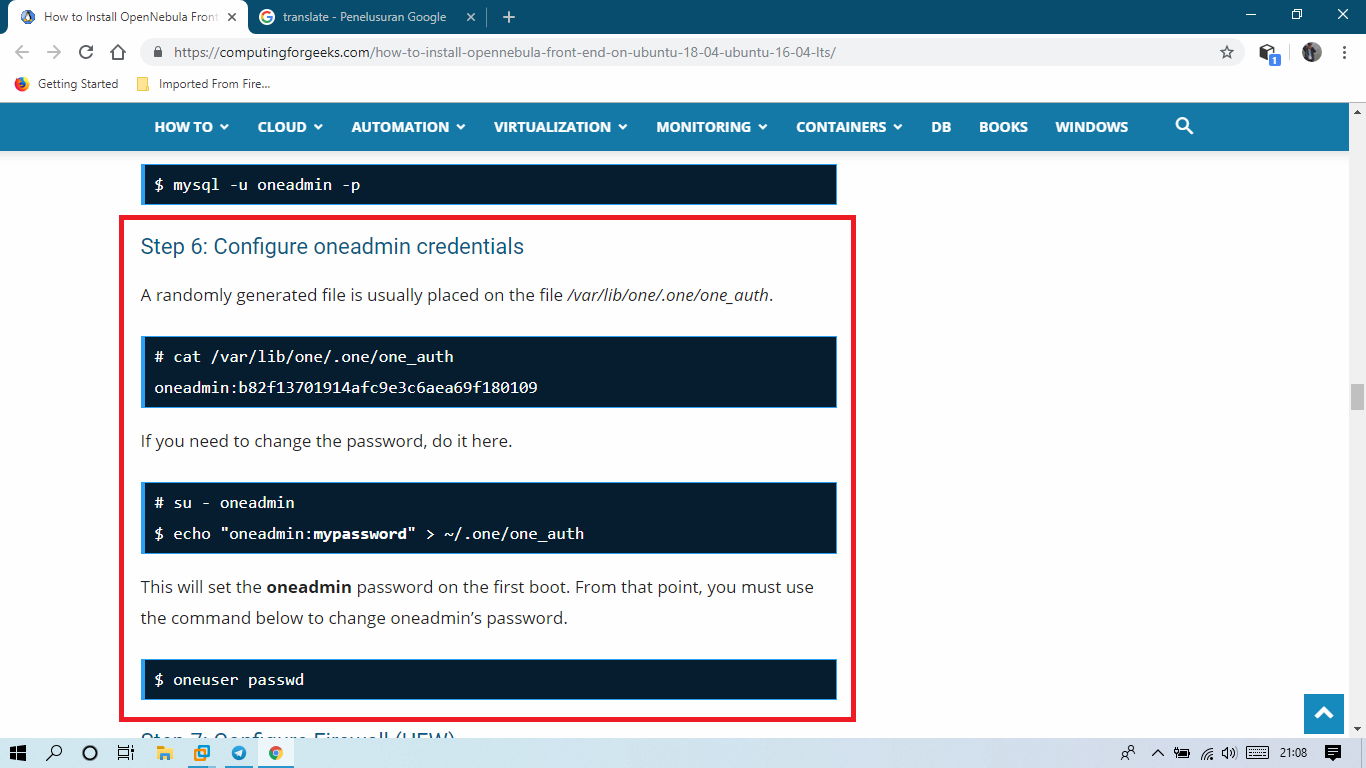 How to Install OpenNebula Front
translate - Penelusuran Google
https://computingforgeeks.com/how-to-install-opennebula-front-end-on-ubuntu-18-04-ubuntu-16-04-lts/
1
Getting Started
Imported From Fire...
HOW TO CLOUD AUTOMATION VIRTUALIZATION MONITORING CONTAINERS DB BOOKS WINDOWS
$ mysql -u oneadmin -p
Step 6: Configure oneadmin credentials
A randomly generated file is usually placed on the file /var/lib/one/.one/one_auth.
# cat /var/lib/one/.one/one_auth
oneadmin:b82f13701914afc9e3c6aea69f180109
If you need to change the password, do it here.
# su - oneadmin
$ echo "oneadmin:mypassword" > ~/.one/one_auth
This will set the oneadmin password on the first boot. From that point, you must use
the command below to change oneadmin’s password.
$ oneuser passwd
Step 7: Configure Firewall (UFW)
21:08